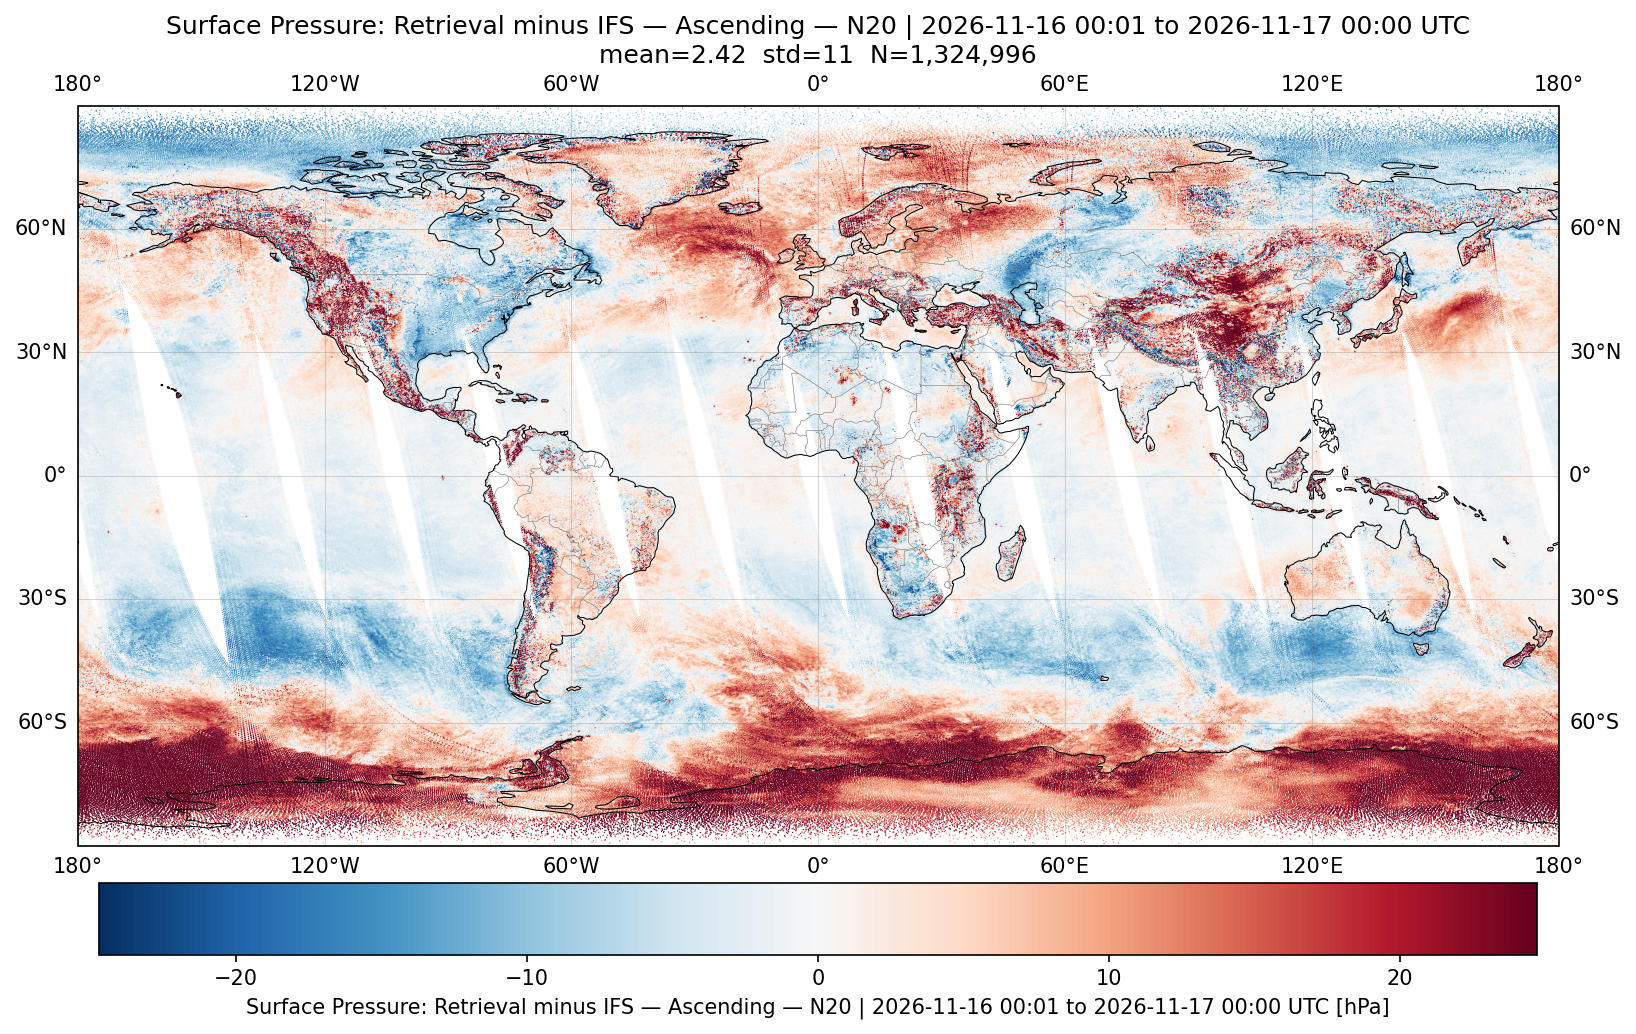 Surface Pressure: Retrieval minus IFS — Ascending — N20 | 2026-11-16 00:01 to 2026-11-17 00:00 UTC
mean=2.42  std=11  N=1,324,996
180° 120°W 60°W 0° 60°E 120°E 180°
60°N 60°N
30°N 30°N
0° 0°
30°S 30°S
60°S 60°S
180° 120°W 60°W 0° 60°E 120°E 180°
−20 −10 0 10 20
Surface Pressure: Retrieval minus IFS — Ascending — N20 | 2026-11-16 00:01 to 2026-11-17 00:00 UTC [hPa]